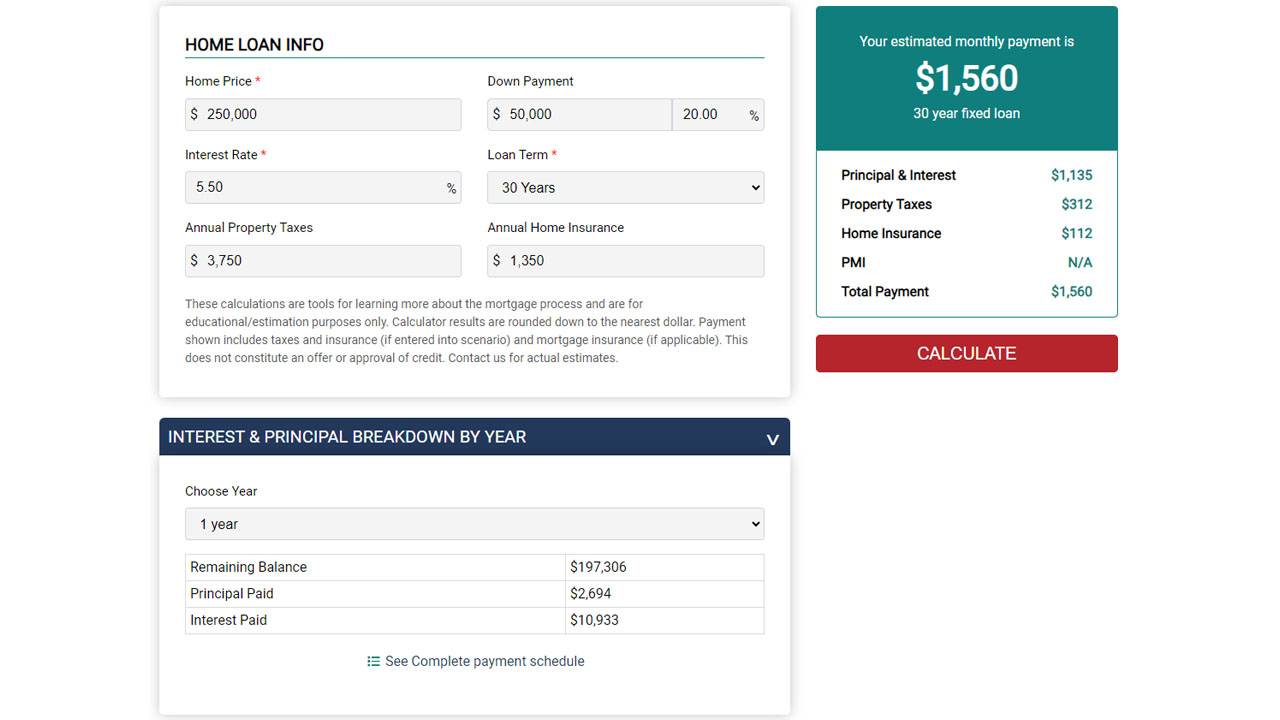 HOME LOAN INFO
Home Price *
Down Payment
$ 250,000
$ 50,000
20.00 %
Interest Rate *
Loan Term *
5.50 %
30 Years
Annual Property Taxes
Annual Home Insurance
$ 3,750
$ 1,350
These calculations are tools for learning more about the mortgage process and are for
educational/estimation purposes only. Calculator results are rounded down to the nearest dollar. Payment
shown includes taxes and insurance (if entered into scenario) and mortgage insurance (if applicable). This
does not constitute an offer or approval of credit. Contact us for actual estimates.
Your estimated monthly payment is
$1,560
30 year fixed loan
Principal & Interest $1,135
Property Taxes $312
Home Insurance $112
PMI N/A
Total Payment $1,560
CALCULATE
INTEREST & PRINCIPAL BREAKDOWN BY YEAR
Choose Year
1 year
Remaining Balance $197,306
Principal Paid $2,694
Interest Paid $10,933
See Complete payment schedule